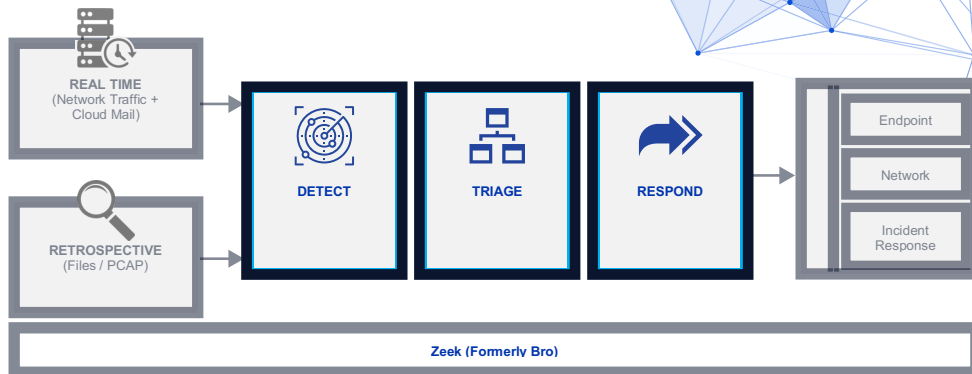 REAL TIME
(Network Traffic +
Cloud Mail)
RETROSPECTIVE
(Files / PCAP)
DETECT
TRIAGE
RESPOND
Endpoint
Network
Incident
Response
Zeek (Formerly Bro)